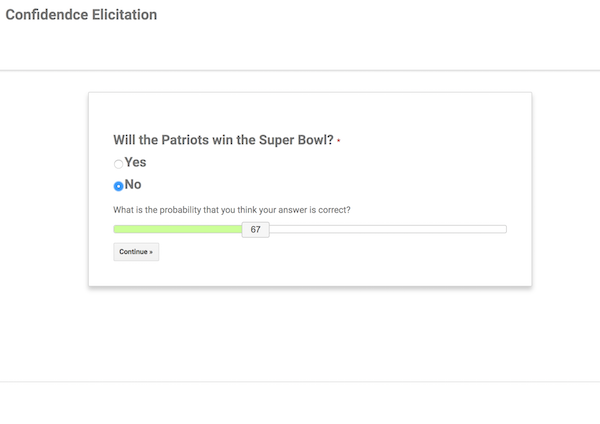 Confidendce Elicitation
Will the Patriots win the Super Bowl? *
Yes
No
What is the probability that you think your answer is correct?
67
Continue »